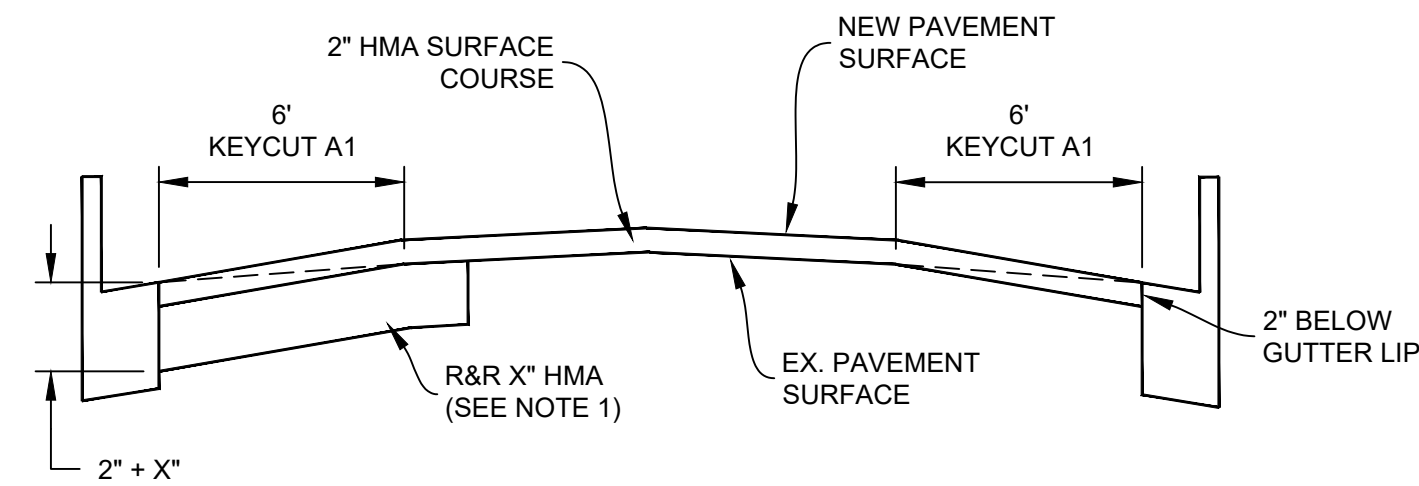 2" HMA SURFACE
COURSE
NEW PAVEMENT
SURFACE
6'
KEYCUT A1
6'
KEYCUT A1
2" BELOW
GUTTER LIP
EX. PAVEMENT
SURFACE
R&R X" HMA
(SEE NOTE 1)
2" + X"